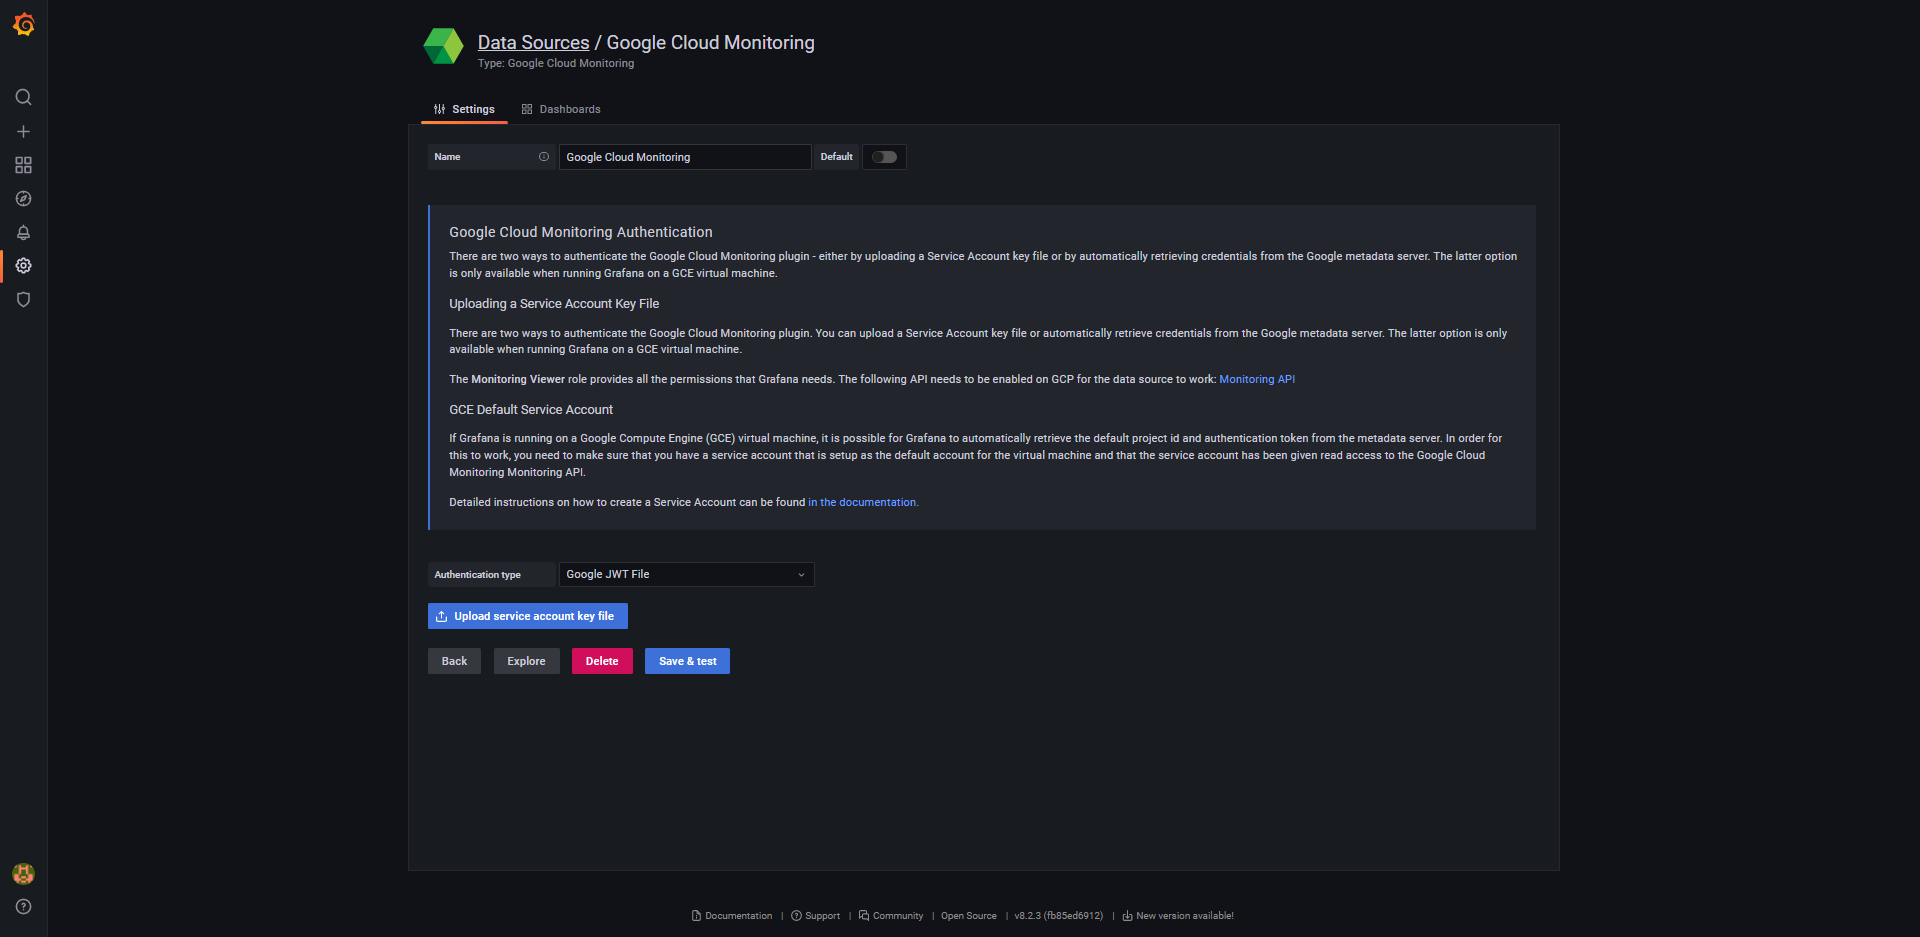 Data Sources / Google Cloud Monitoring
Type: Google Cloud Monitoring
Settings
Dashboards
Name
Google Cloud Monitoring
Default
Google Cloud Monitoring Authentication
There are two ways to authenticate the Google Cloud Monitoring plugin - either by uploading a Service Account key file or by automatically retrieving credentials from the Google metadata server. The latter option
is only available when running Grafana on a GCE virtual machine.
Uploading a Service Account Key File
There are two ways to authenticate the Google Cloud Monitoring plugin. You can upload a Service Account key file or automatically retrieve credentials from the Google metadata server. The latter option is only
available when running Grafana on a GCE virtual machine.
The Monitoring Viewer role provides all the permissions that Grafana needs. The following API needs to be enabled on GCP for the data source to work: Monitoring API
GCE Default Service Account
If Grafana is running on a Google Compute Engine (GCE) virtual machine, it is possible for Grafana to automatically retrieve the default project id and authentication token from the metadata server. In order for
this to work, you need to make sure that you have a service account that is setup as the default account for the virtual machine and that the service account has been given read access to the Google Cloud
Monitoring Monitoring API.
Detailed instructions on how to create a Service Account can be found in the documentation.
Authentication type
Google JWT File
Upload service account key file
Back
Explore
Delete
Save & test
Documentation | Support | Community | Open Source | v8.2.3 (fb85ed6912) | New version available!